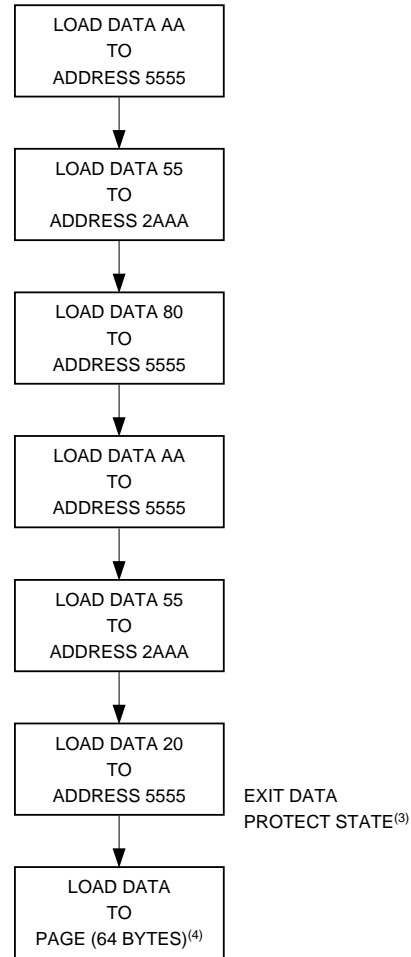 LOAD DATA AA
TO
ADDRESS 5555
LOAD DATA 55
TO
ADDRESS 2AAA
LOAD DATA 80
TO
ADDRESS 5555
LOAD DATA AA
TO
ADDRESS 5555
LOAD DATA 55
TO
ADDRESS 2AAA
LOAD DATA 20
TO
ADDRESS 5555
EXIT DATA
PROTECT STATE(3)
LOAD DATA
TO
PAGE (64 BYTES)(4)